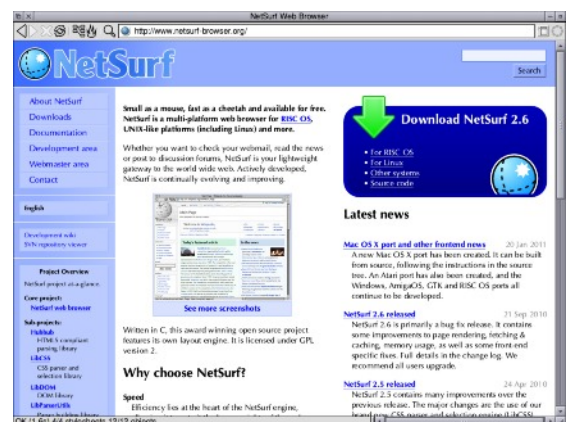 NetSurf Web Browser
http://www.netsurf-browser.org/
NetSurf
Search
About NetSurf
Downloads
Documentation
Development area
Webmaster area
Contact
English
Development wiki
SVN repository viewer
Project Overview
NetSurf project at-a-glance.
Core project:
NetSurf web browser
Sub-projects:
Hubbub
HTML5 compliant
parsing library
LibCSS
CSS parser and
selection library
LibDOM
DOM library
LibParserUtils
Parser building library
Small as a mouse, fast as a cheetah and available for free.
NetSurf is a multi-platform web browser for RISC OS,
UNIX-like platforms (including Linux) and more.
Whether you want to check your webmail, read the news
or post to discussion forums, NetSurf is your lightweight
gateway to the world wide web. Actively developed,
NetSurf is continually evolving and improving.
See more screenshots
Written in C, this award winning open source project
features its own layout engine. It is licensed under GPL
version 2.
Why choose NetSurf?
Speed
Efficiency lies at the heart of the NetSurf engine,
Download NetSurf 2.6
• For RISC OS
• For Linux
• Other systems
• Source code
Latest news
Mac OS X port and other frontend news 20 Jan 2011
A new Mac OS X port has been created. It can be built
from source, following the instructions in the source
tree. An Atari port has also been created, and the
Windows, AmigaOS, GTK and RISC OS ports all
continue to be developed.
NetSurf 2.6 released 21 Sep 2010
NetSurf 2.6 is primarily a bug fix release. It contains
some improvements to page rendering, fetching &
caching, memory usage, as well as some front-end
specific fixes. Full details in the change log. We
recommend all users upgrade.
NetSurf 2.5 released 24 Apr 2010
NetSurf 2.5 contains many improvements over the
previous release. The major changes are the use of our
brand new CSS parser and selection engine (LibCSS)